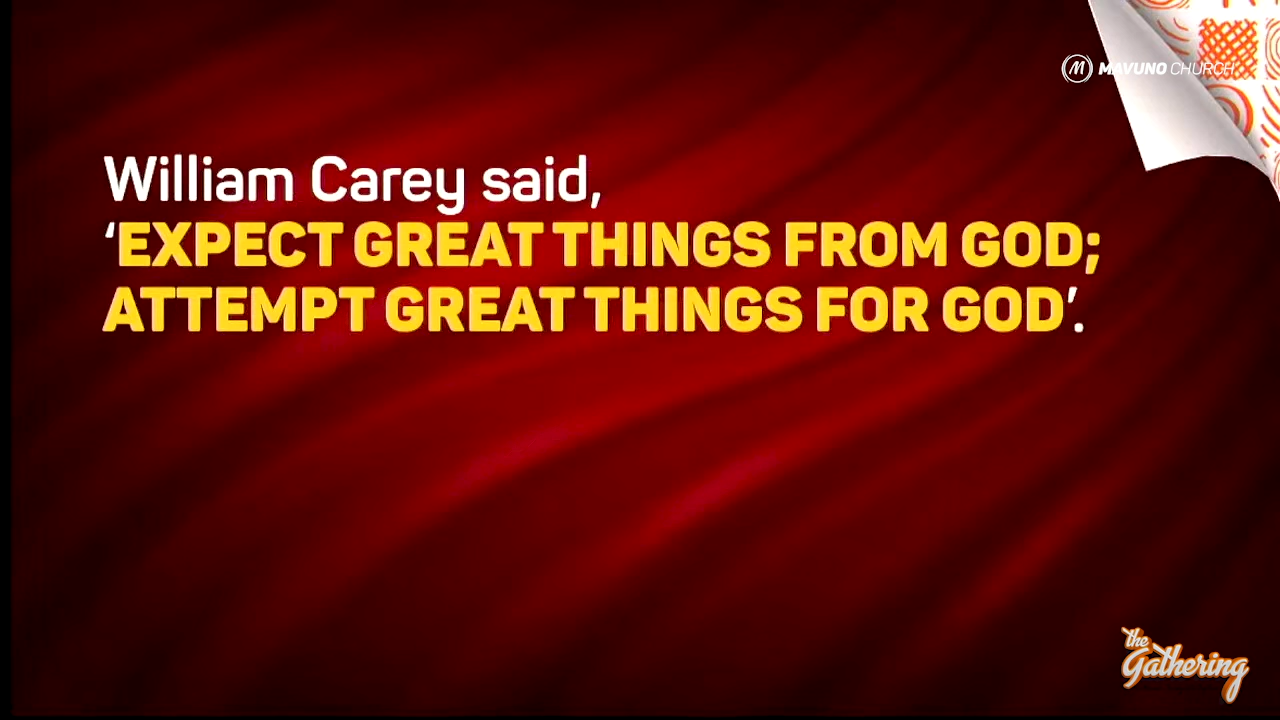 MAVUNO CHURCH
William Carey said,
‘EXPECT GREAT THINGS FROM GOD;
ATTEMPT GREAT THINGS FOR GOD’.
the
Gathering